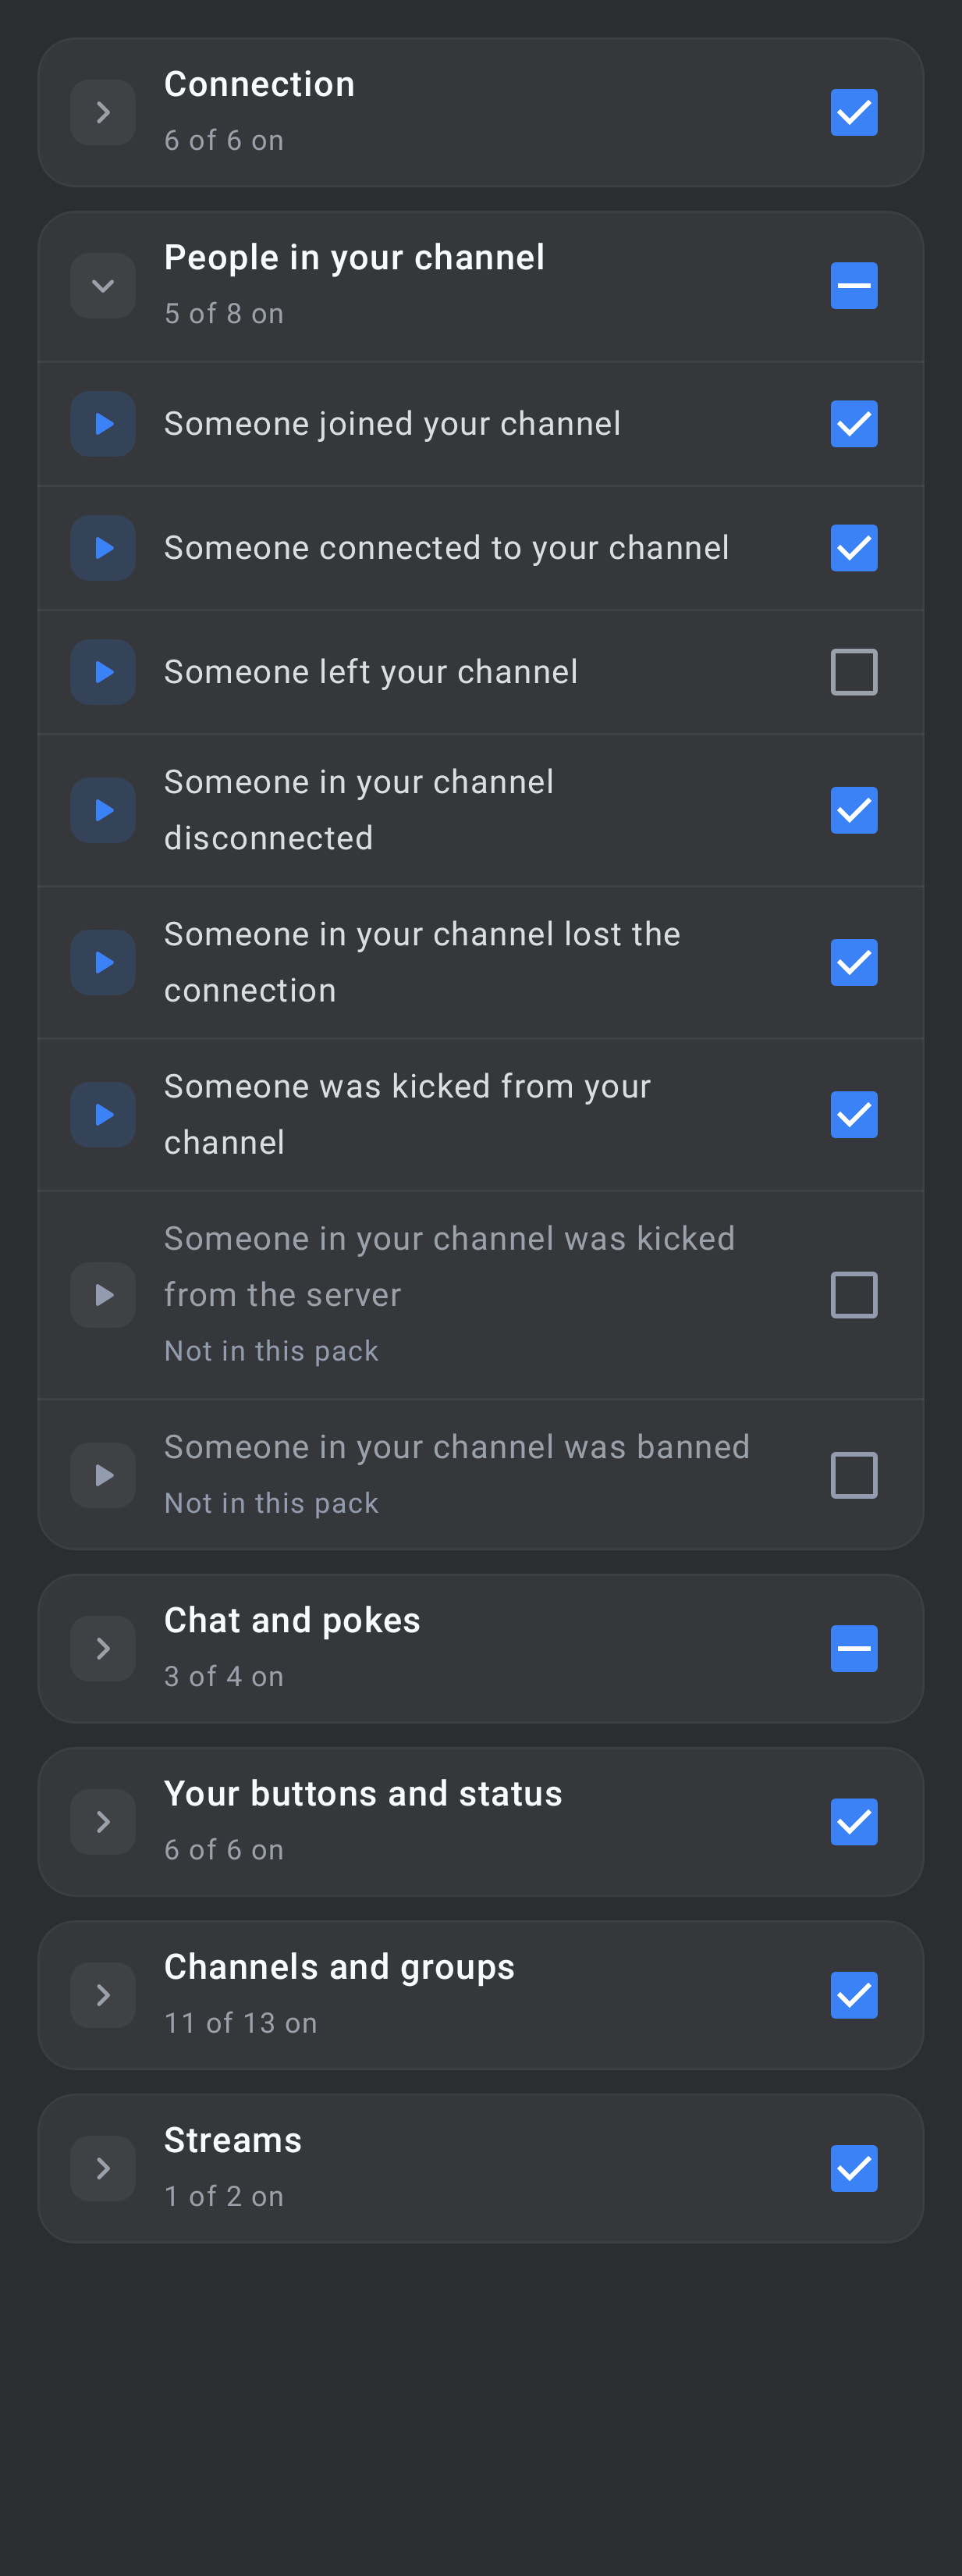 Connection
6 of 6 on
People in your channel
5 of 8 on
Someone joined your channel
Someone connected to your channel
Someone left your channel
Someone in your channel
disconnected
Someone in your channel lost the
connection
Someone was kicked from your
channel
Someone in your channel was kicked
from the server
Not in this pack
Someone in your channel was banned
Not in this pack
Chat and pokes
3 of 4 on
Your buttons and status
6 of 6 on
Channels and groups
11 of 13 on
Streams
1 of 2 on